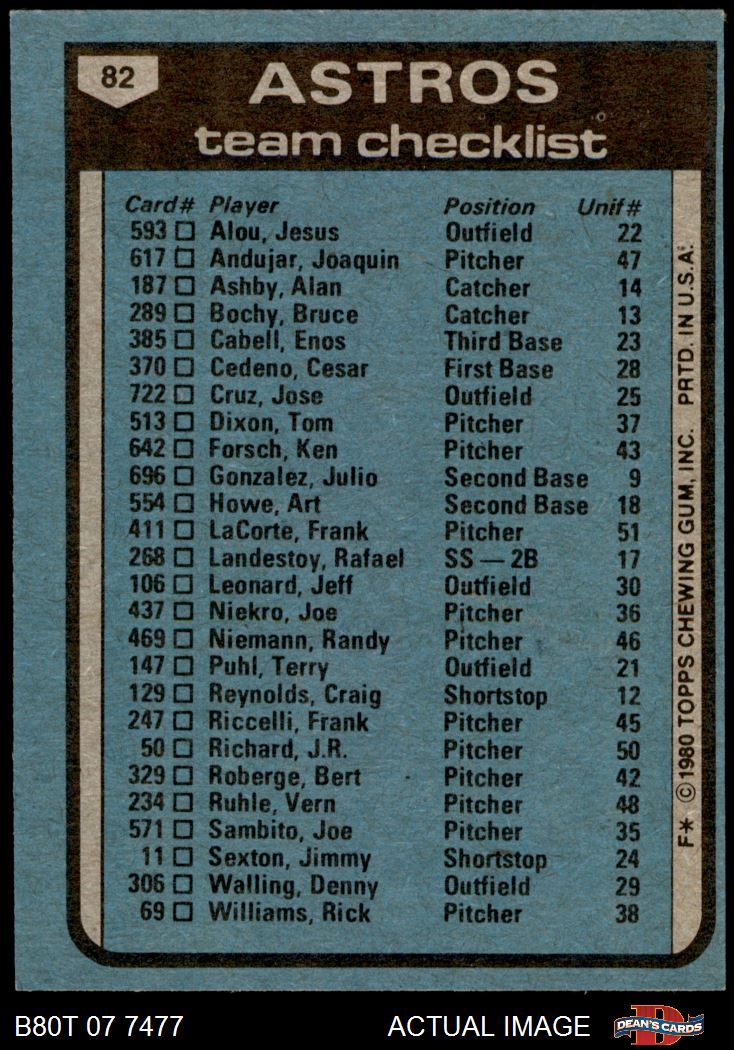 82
ASTROS
team checklist
Card# Player Position Unif#
593 Alou, Jesus Outfield 22
617 Andujar, Joaquin Pitcher 47
187 Ashby, Alan Catcher 14
289 Bochy, Bruce Catcher 13
385 Cabell, Enos Third Base 23
370 Cedeno, Cesar First Base 28
722 Cruz, Jose Outfield 25
513 Dixon, Tom Pitcher 37
642 Forsch, Ken Pitcher 43
696 Gonzalez, Julio Second Base 9
554 Howe, Art Second Base 18
411 LaCorte, Frank Pitcher 51
268 Landestoy, Rafael SS — 2B 17
106 Leonard, Jeff Outfield 30
437 Niekro, Joe Pitcher 36
469 Niemann, Randy Pitcher 46
147 Puhl, Terry Outfield 21
129 Reynolds, Craig Shortstop 12
247 Riccelli, Frank Pitcher 45
50 Richard, J.R. Pitcher 50
329 Roberge, Bert Pitcher 42
234 Ruhle, Vern Pitcher 48
571 Sambito, Joe Pitcher 35
11 Sexton, Jimmy Shortstop 24
306 Walling, Denny Outfield 29
69 Williams, Rick Pitcher 38
F* © 1980 TOPPS CHEWING GUM, INC. PRTD. IN U.S.A.
B80T 07 7477 ACTUAL IMAGE
D
DEAN'S CARDS